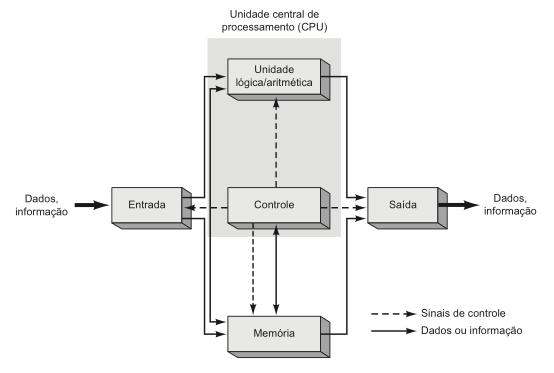 Unidade central de
processamento (CPU)
Unidade
lógica/aritmética
Dados,
informação
Entrada
Controle
Saída
Dados,
informação
Memória
Sinais de controle
Dados ou informação